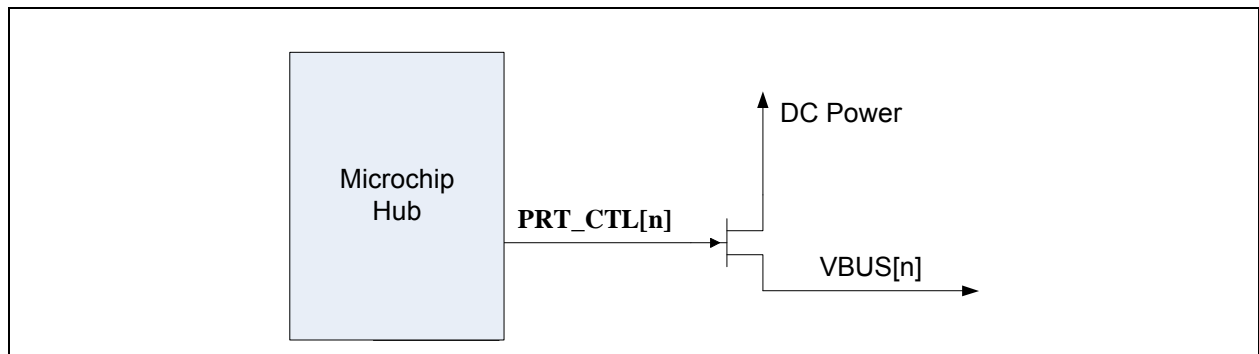 DC Power
Microchip
Hub
PRT_CTL[n]
VBUS[n]